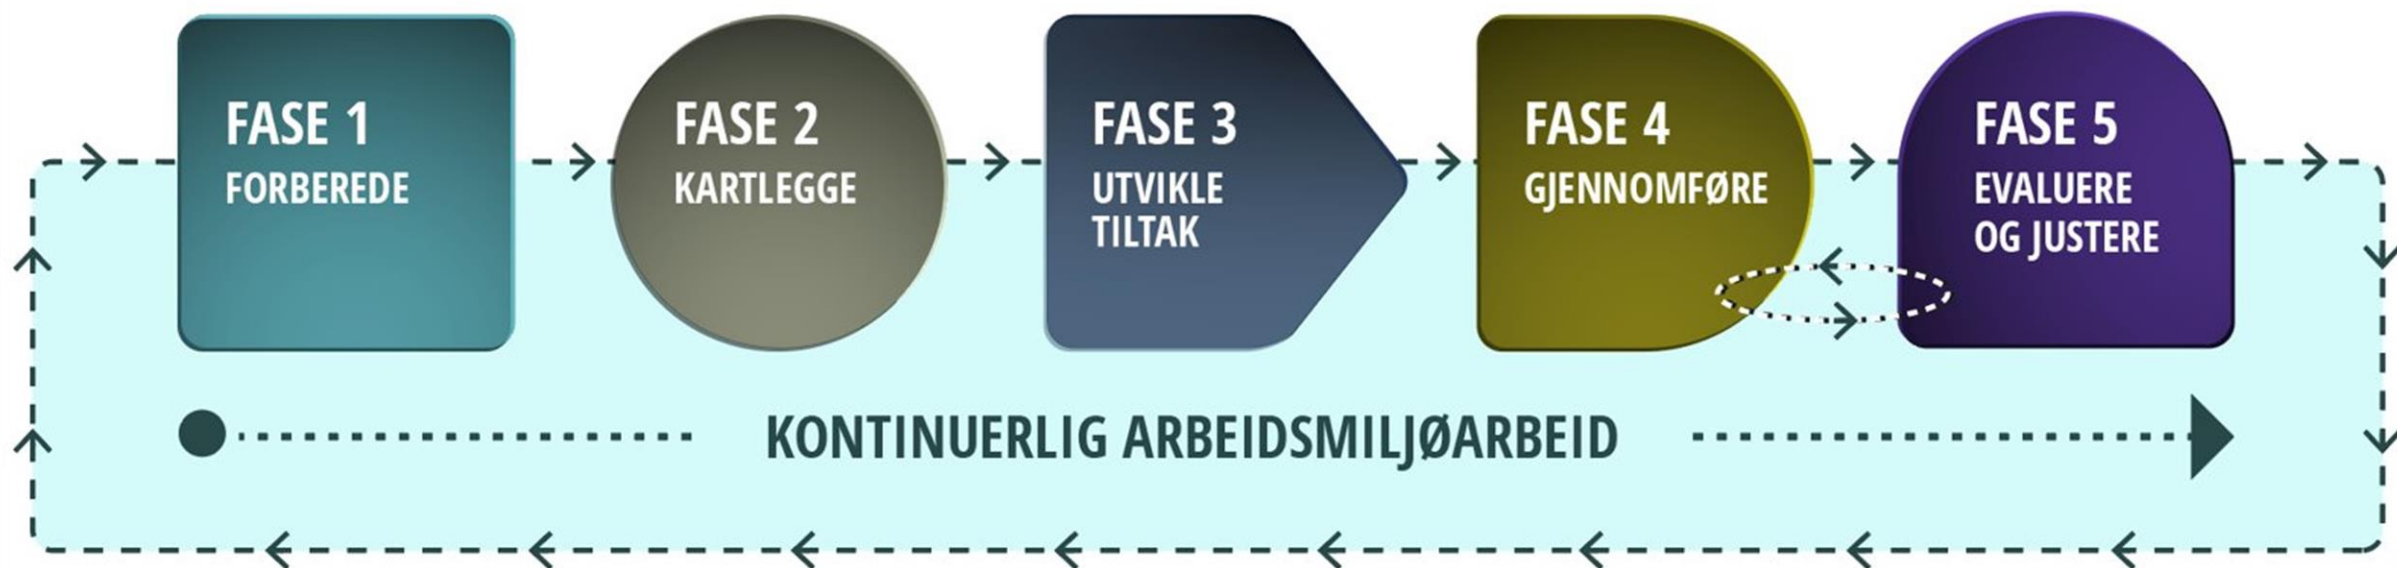 FASE 1
FORBEREDE
FASE 2
KARTLEGGE
FASE 3
UTVIKLE
TILTAK
FASE 4
GJENNOMFØRE
FASE 5
EVALUERE
OG JUSTERE
KONTINUERLIG ARBEIDSMILJØARBEID